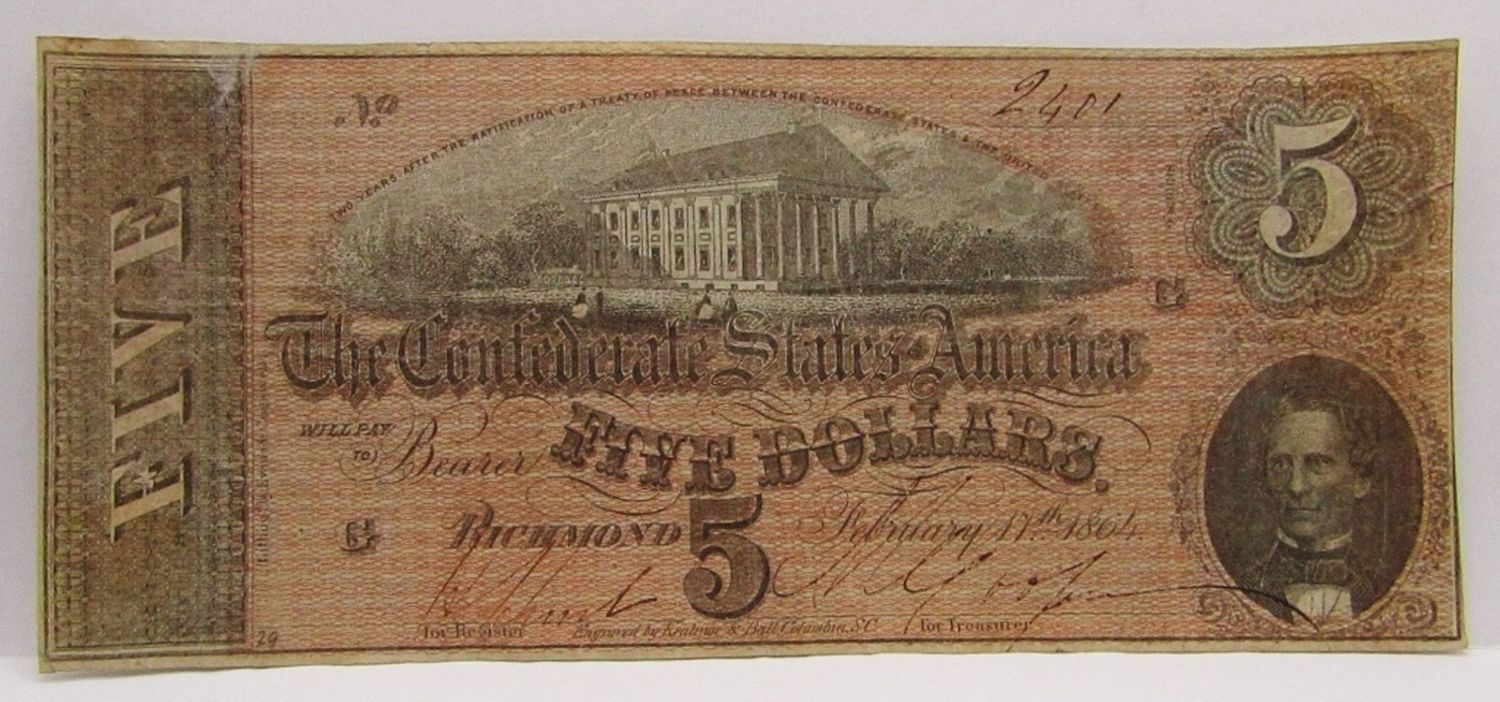 FIVE
No.
2401
5
TWO YEARS AFTER THE RATIFICATION OF A TREATY OF PEACE BETWEEN THE CONFEDERATE STATES & THE UNITED
G
The Confederate States of America
WILL PAY
TO
Bearer
FIVE DOLLARS.
G
RICHMOND
5
February 17th 1864.
for Register
Engraved by Keatinge & Ball Columbia, S.C.
for Treasurer
29